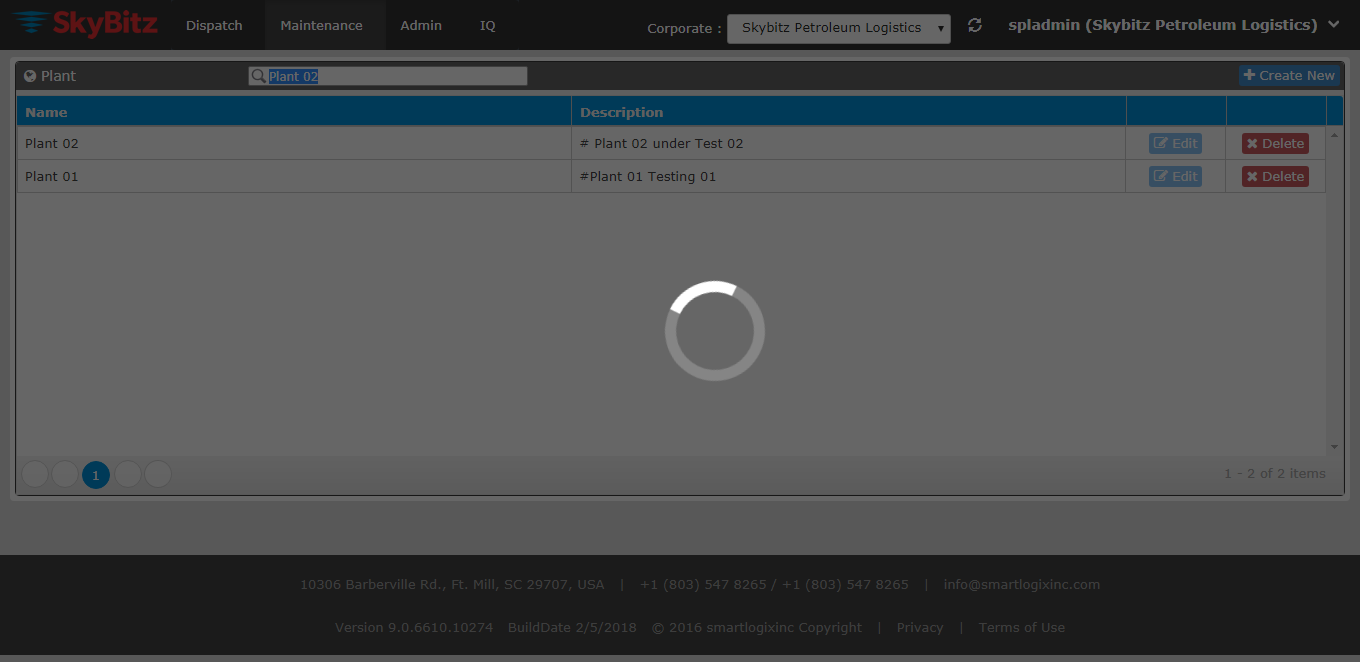 SkyBitz Dispatch Maintenance Admin IQ Corporate : Skybitz Petroleum Logistics spladmin (Skybitz Petroleum Logistics)
Plant Plant 02 Create New
Name Description
Plant 02 # Plant 02 under Test 02 Edit Delete
Plant 01 #Plant 01 Testing 01 Edit Delete
1 1 - 2 of 2 items
10306 Barberville Rd., Ft. Mill, SC 29707, USA | +1 (803) 547 8265 / +1 (803) 547 8265 | info@smartlogixinc.com
Version 9.0.6610.10274 BuildDate 2/5/2018 © 2016 smartlogixinc Copyright | Privacy | Terms of Use